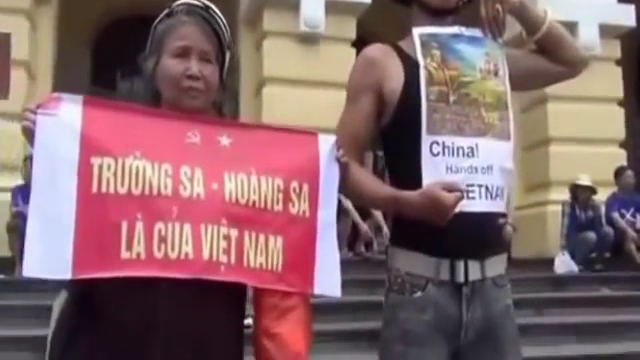 TRƯỜNG SA - HOÀNG SA
LÀ CỦA VIỆT NAM
China!
Hands off